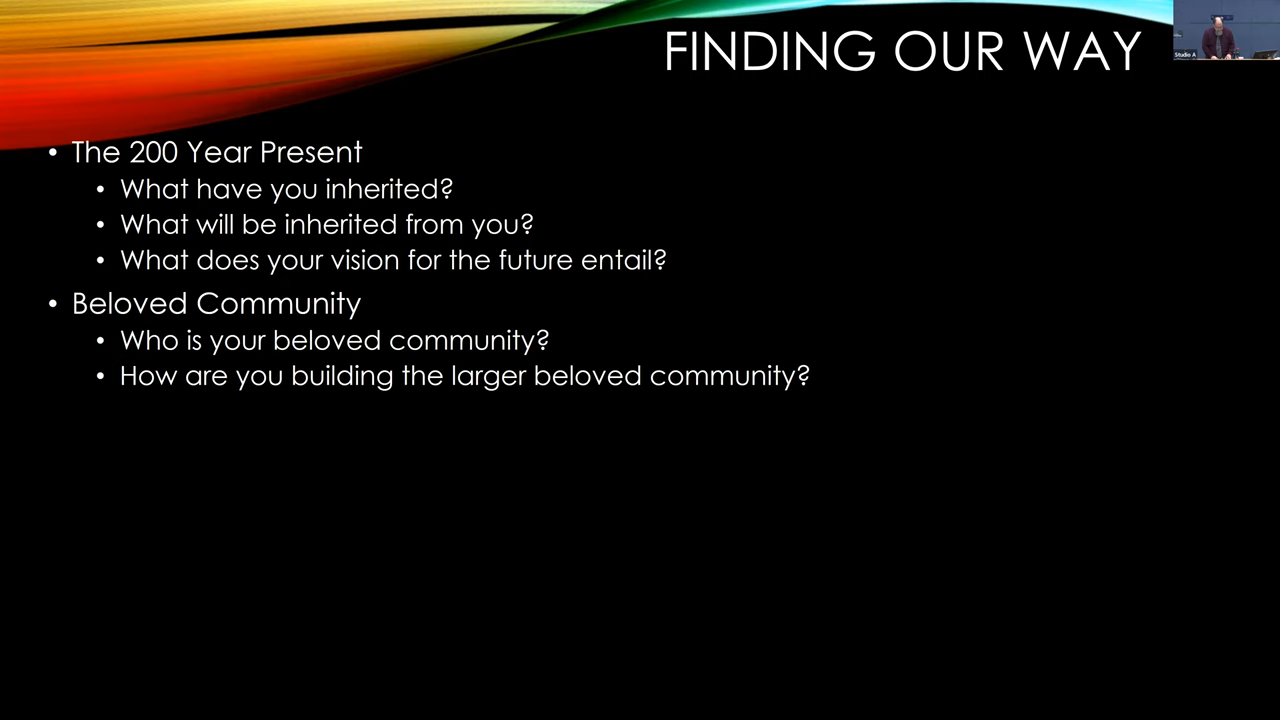 FINDING OUR WAY
Studio A
• The 200 Year Present
• What have you inherited?
• What will be inherited from you?
• What does your vision for the future entail?
• Beloved Community
• Who is your beloved community?
• How are you building the larger beloved community?